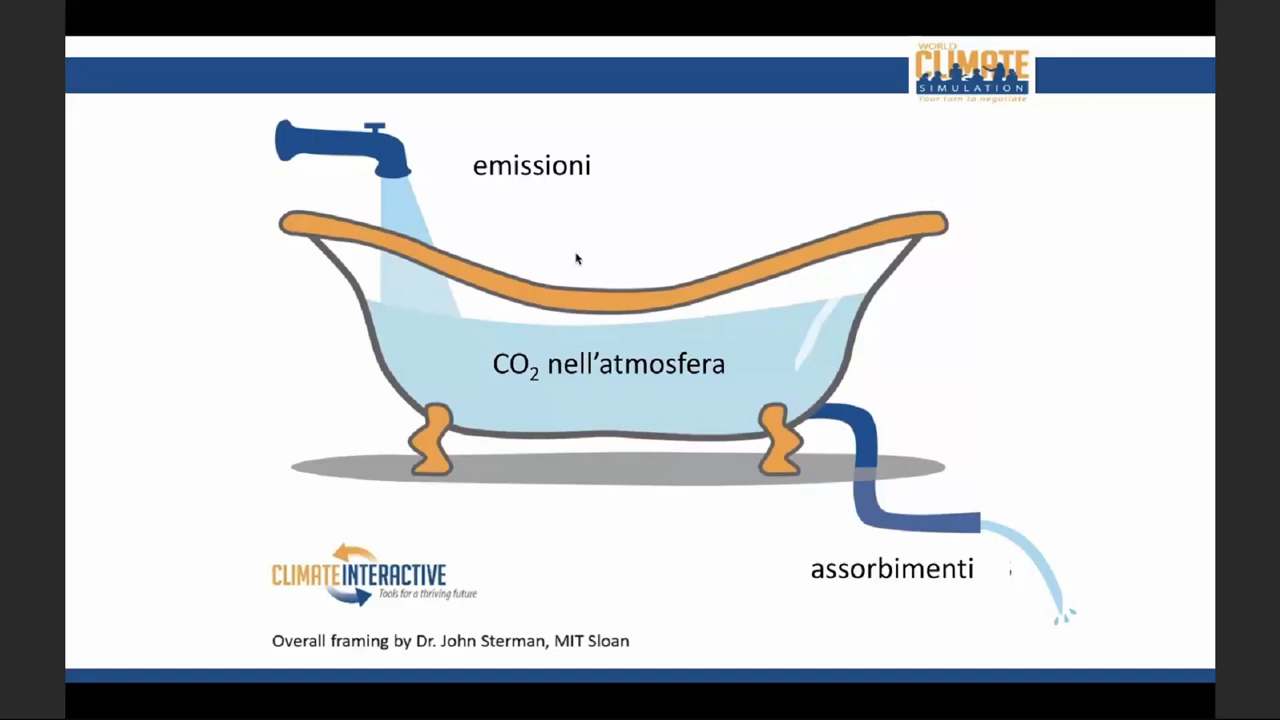 WORLD
CLIMATE
SIMULATION
Your turn to negotiate
emissioni
CO₂ nell’atmosfera
assorbimenti
CLIMATE INTERACTIVE
Tools for a thriving future
Overall framing by Dr. John Sterman, MIT Sloan